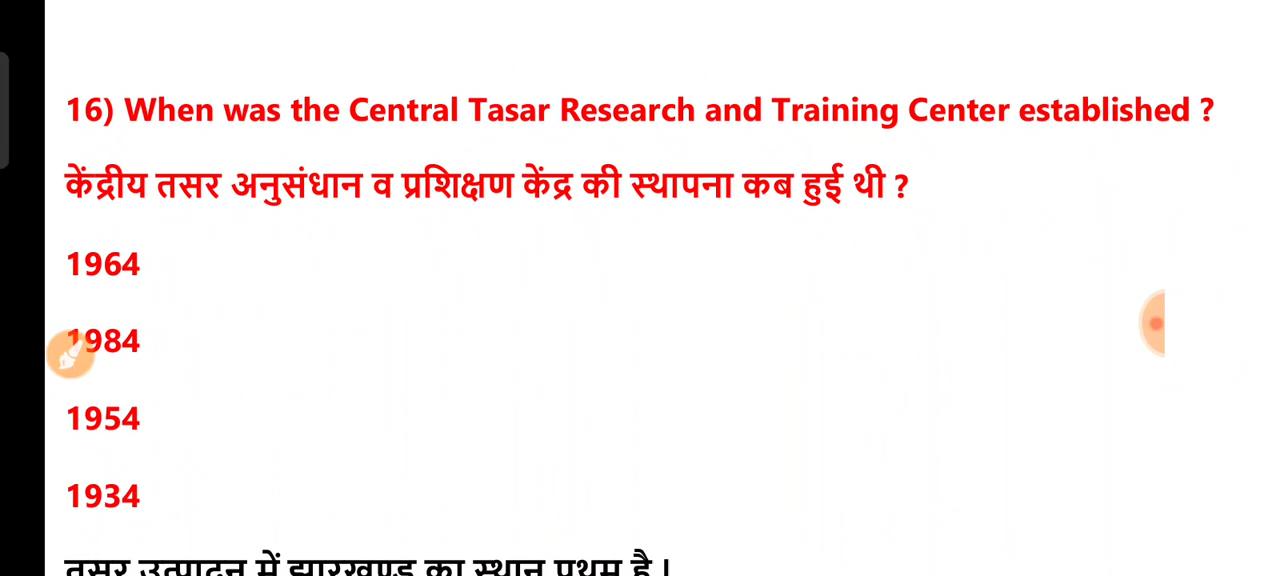 16) When was the Central Tasar Research and Training Center established ?
केंद्रीय तसर अनुसंधान व प्रशिक्षण केंद्र की स्थापना कब हुई थी ?
1964
1984
1954
1934
तसर उत्पादन में झारखण्ड का स्थान प्रथम है।